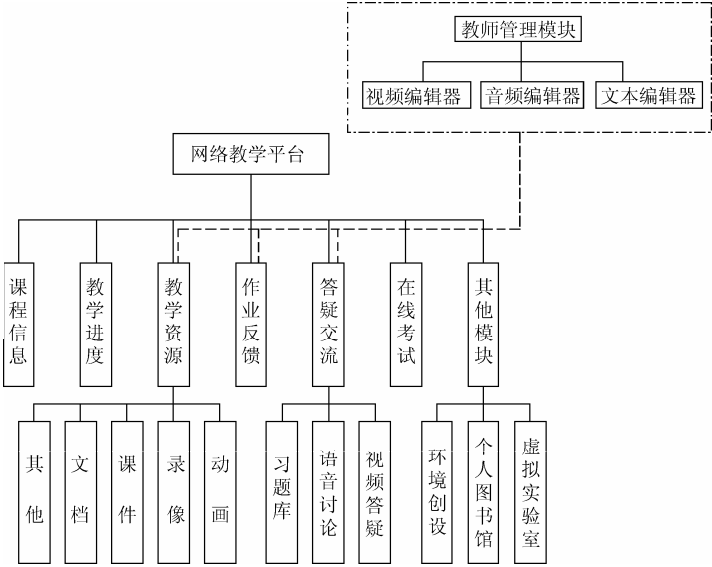 教师管理模块
视频编辑器
音频编辑器
文本编辑器
网络教学平台
课程信息
教学进度
教学资源
作业反馈
答疑交流
在线考试
其他模块
其他
文档
课件
录像
动画
习题库
语音讨论
视频答疑
环境创设
个人图书馆
虚拟实验室